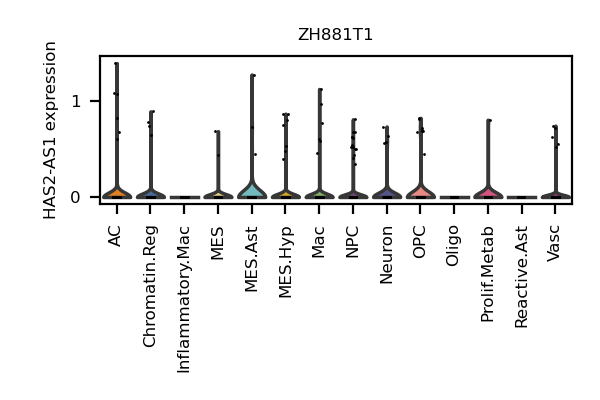 ZH881T1
HAS2-AS1 expression
1
0
AC
Chromatin.Reg
Inflammatory.Mac
MES
MES.Ast
MES.Hyp
Mac
NPC
Neuron
OPC
Oligo
Prolif.Metab
Reactive.Ast
Vasc